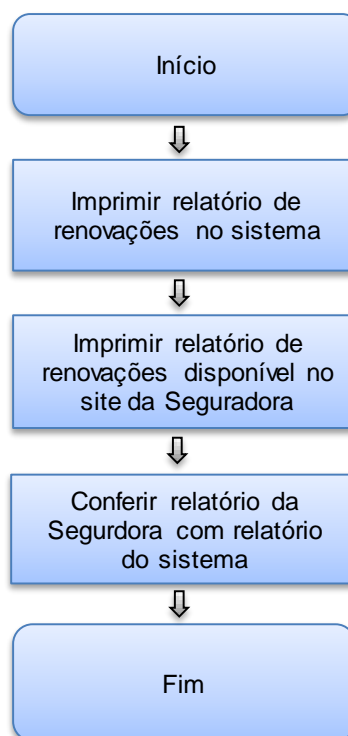 Início
Imprimir relatório de
renovações no sistema
Imprimir relatório de
renovações disponível no
site da Seguradora
Conferir relatório da
Segurdora com relatório
do sistema
Fim